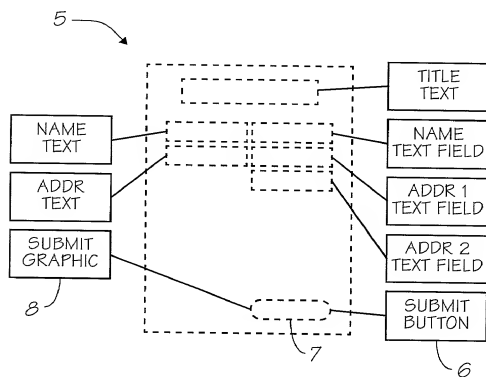 5
TITLE
TEXT
NAME
TEXT
NAME
TEXT FIELD
ADDR
TEXT
ADDR 1
TEXT FIELD
SUBMIT
GRAPHIC
ADDR 2
TEXT FIELD
8
SUBMIT
BUTTON
7
6